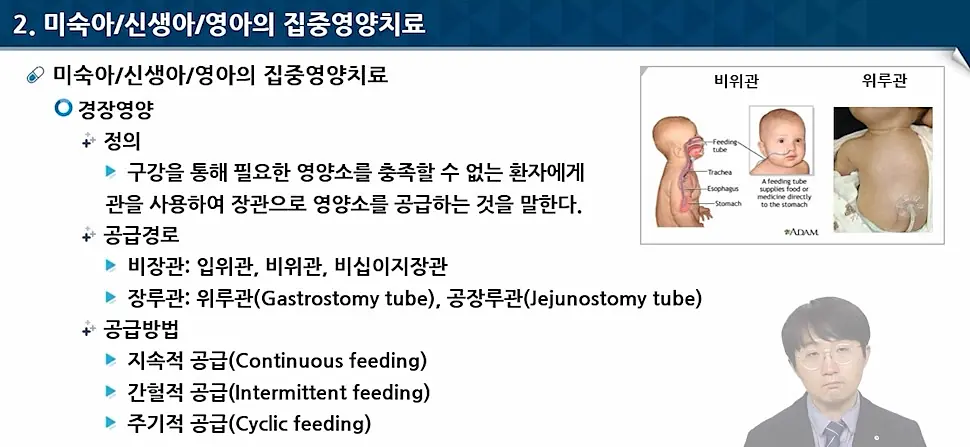 2. 미숙아/신생아/영아의 집중영양치료
미숙아/신생아/영아의 집중영양치료
경장영양
정의
구강을 통해 필요한 영양소를 충족할 수 없는 환자에게
관을 사용하여 장관으로 영양소를 공급하는 것을 말한다.
공급경로
비장관: 입위관, 비위관, 비십이지장관
장루관: 위루관(Gastrostomy tube), 공장루관(Jejunostomy tube)
공급방법
지속적 공급(Continuous feeding)
간헐적 공급(Intermittent feeding)
주기적 공급(Cyclic feeding)
비위관
위루관
Feeding
tube
Trachea
Esophagus
Stomach
A feeding tube
supplies food or
medicine directly
to the stomach
ADAM.